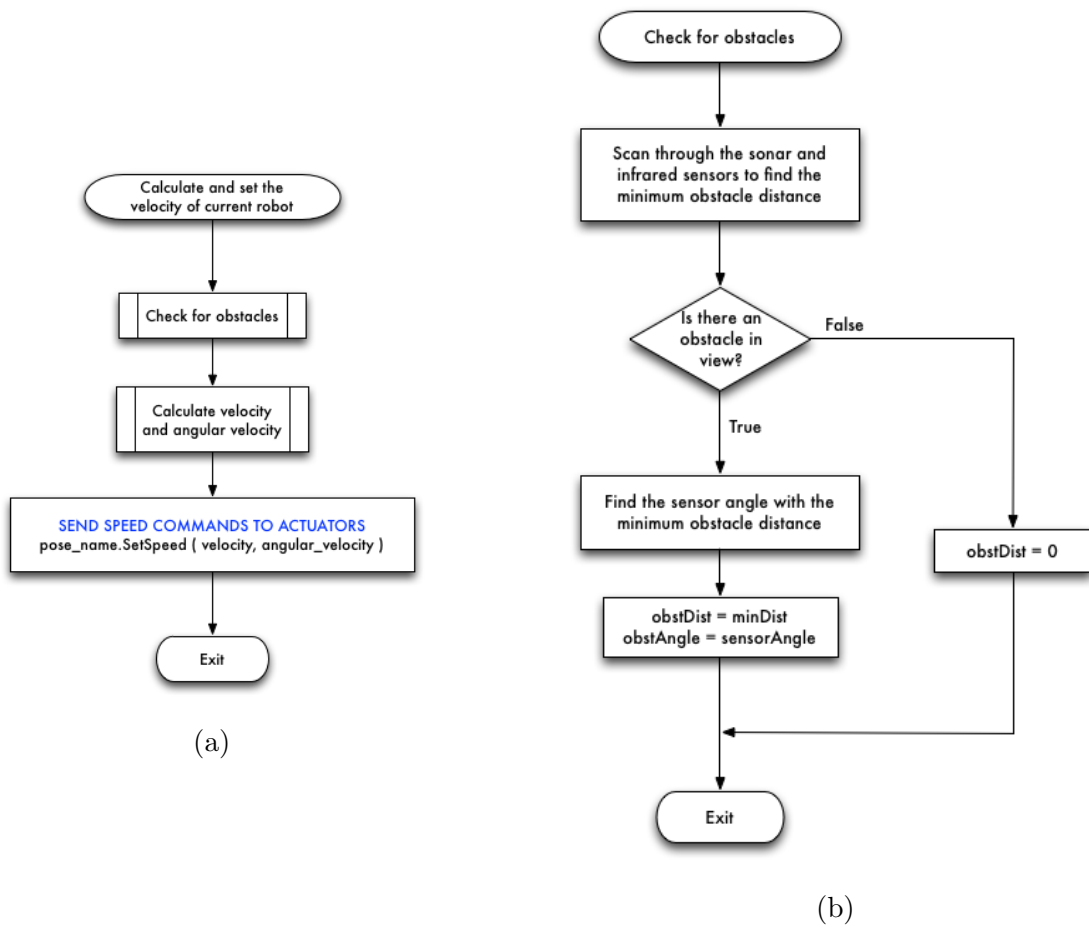 Calculate and set the
velocity of current robot
Check for obstacles
Calculate velocity
and angular velocity
SEND SPEED COMMANDS TO ACTUATORS
pose_name.SetSpeed ( velocity, angular_velocity )
Exit
(a)
Check for obstacles
Scan through the sonar and
infrared sensors to find the
minimum obstacle distance
Is there an
obstacle in
view?
False
True
Find the sensor angle with the
minimum obstacle distance
obstDist = 0
obstDist = minDist
obstAngle = sensorAngle
Exit
(b)